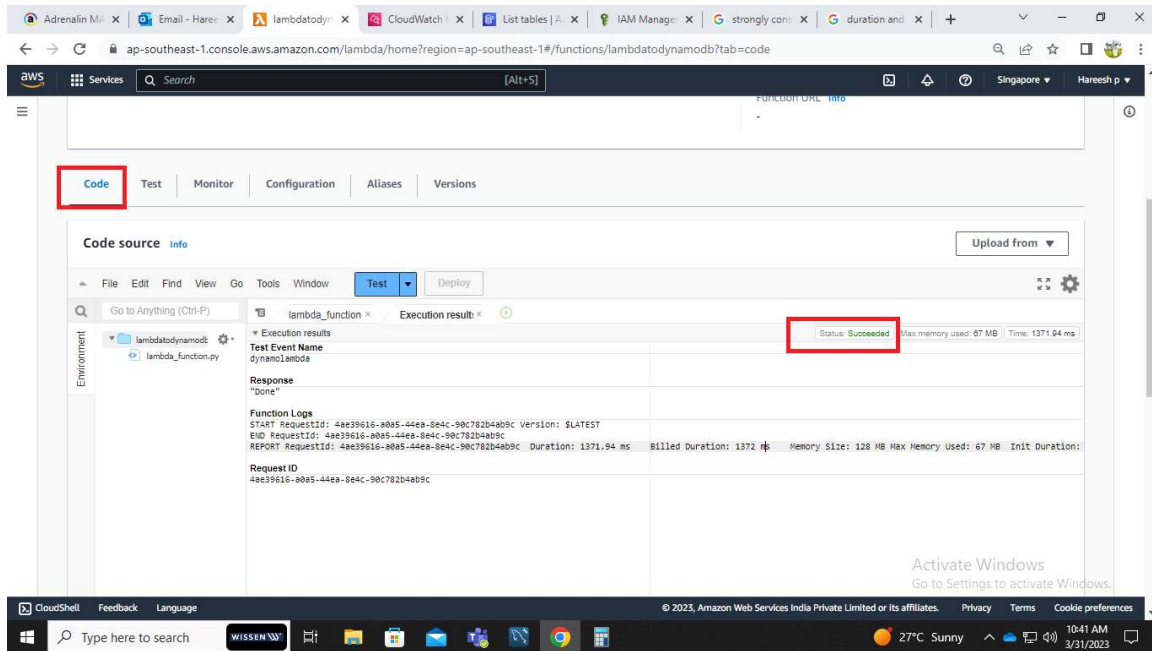 Adrenalin MA
Email - Haree
lambdatodyn
CloudWatch
List tables | A
IAM Manage
strongly cons
duration and
ap-southeast-1.console.aws.amazon.com/lambda/home?region=ap-southeast-1#/functions/lambdatodynamodb?tab=code
aws Services Search [Alt+S] Singapore Hareesh p
Function URL Info
-
Code Test Monitor Configuration Aliases Versions
Code source Info Upload from
File Edit Find View Go Tools Window Test Deploy
Go to Anything (Ctrl-P) lambda_function Execution results
Environment
lambdatodynamodb
lambda_function.py
Execution results Status: Succeeded Max memory used: 67 MB Time: 1371.94 ms
Test Event Name
dynamolambda
Response
"Done"
Function Logs
START RequestId: 4ae39616-a0a5-44ea-8e4c-90c782b4ab9c Version: $LATEST
END RequestId: 4ae39616-a0a5-44ea-8e4c-90c782b4ab9c
REPORT RequestId: 4ae39616-a0a5-44ea-8e4c-90c782b4ab9c Duration: 1371.94 ms Billed Duration: 1372 ms Memory Size: 128 MB Max Memory Used: 67 MB Init Duration:
Request ID
4ae39616-a0a5-44ea-8e4c-90c782b4ab9c
Activate Windows
Go to Settings to activate Windows.
CloudShell Feedback Language © 2023, Amazon Web Services India Private Limited or its affiliates. Privacy Terms Cookie preferences
Type here to search WISSEN 27°C Sunny 10:41 AM
3/31/2023